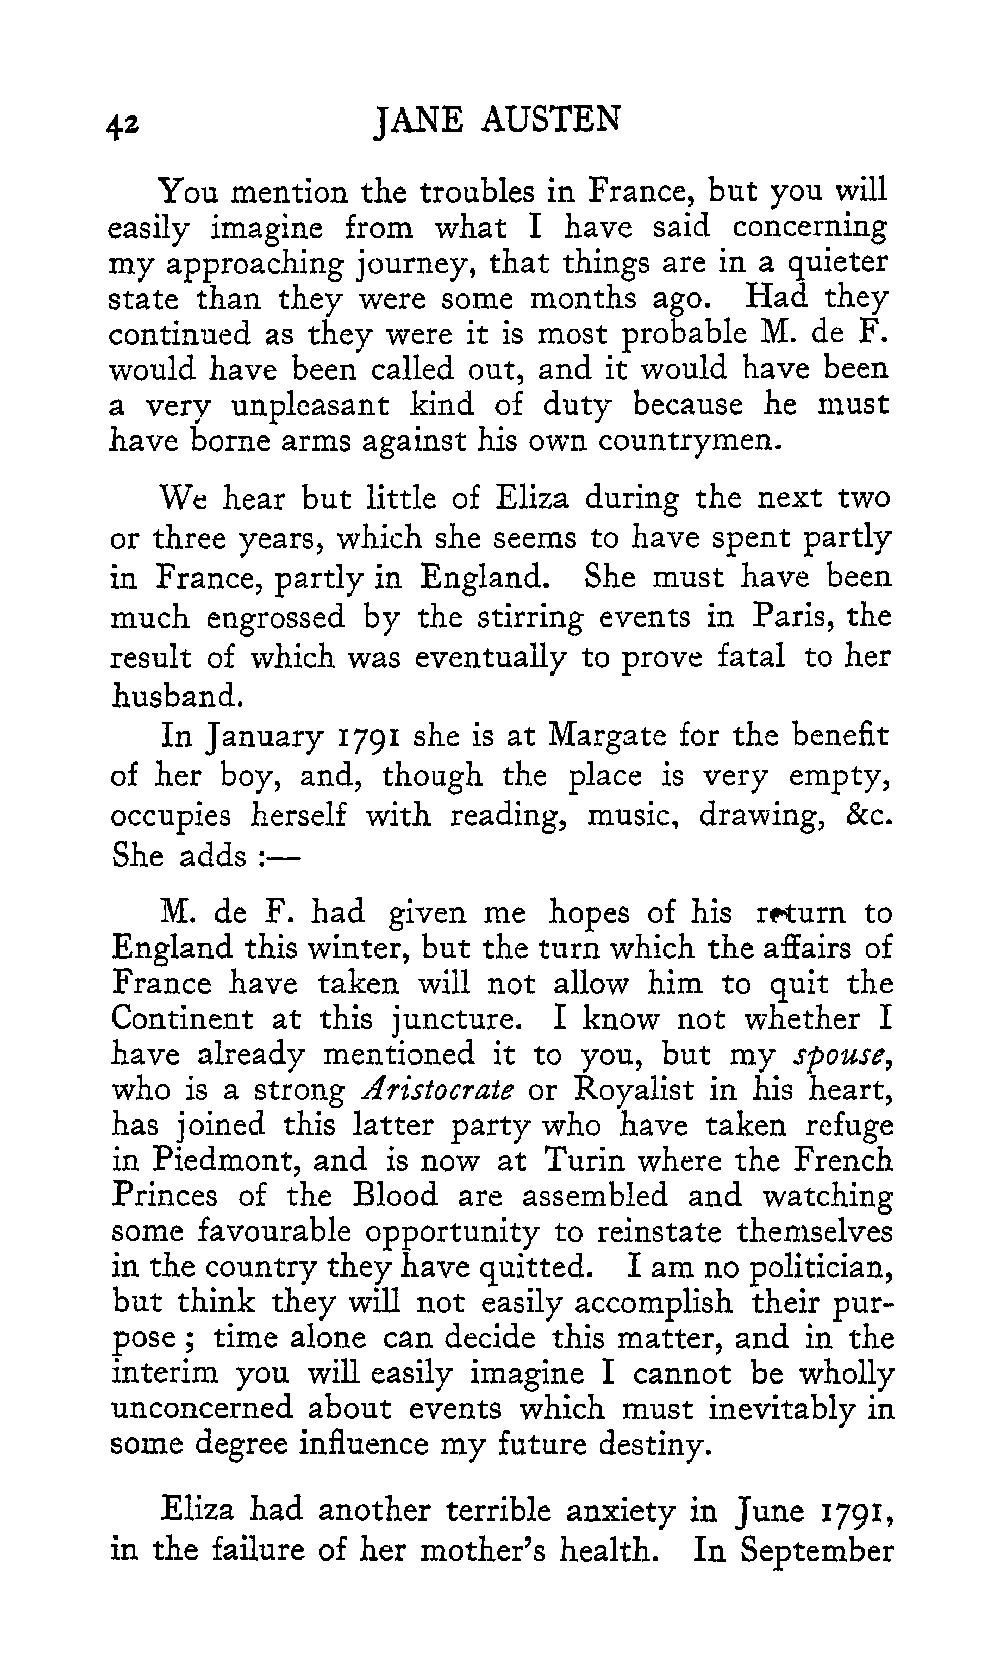 42 JANE AUSTEN
You mention the troubles in France, but you will
easily imagine from what I have said concerning
my approaching journey, that things are in a quieter
state than they were some months ago. Had they
continued as they were it is most probable M. de F.
would have been called out, and it would have been
a very unpleasant kind of duty because he must
have borne arms against his own countrymen.
We hear but little of Eliza during the next two
or three years, which she seems to have spent partly
in France, partly in England. She must have been
much engrossed by the stirring events in Paris, the
result of which was eventually to prove fatal to her
husband.
In January 1791 she is at Margate for the benefit
of her boy, and, though the place is very empty,
occupies herself with reading, music, drawing, &c.
She adds :—
M. de F. had given me hopes of his return to
England this winter, but the turn which the affairs of
France have taken will not allow him to quit the
Continent at this juncture. I know not whether I
have already mentioned it to you, but my spouse,
who is a strong Aristocrate or Royalist in his heart,
has joined this latter party who have taken refuge
in Piedmont, and is now at Turin where the French
Princes of the Blood are assembled and watching
some favourable opportunity to reinstate themselves
in the country they have quitted. I am no politician,
but think they will not easily accomplish their pur-
pose ; time alone can decide this matter, and in the
interim you will easily imagine I cannot be wholly
unconcerned about events which must inevitably in
some degree influence my future destiny.
Eliza had another terrible anxiety in June 1791,
in the failure of her mother's health. In September